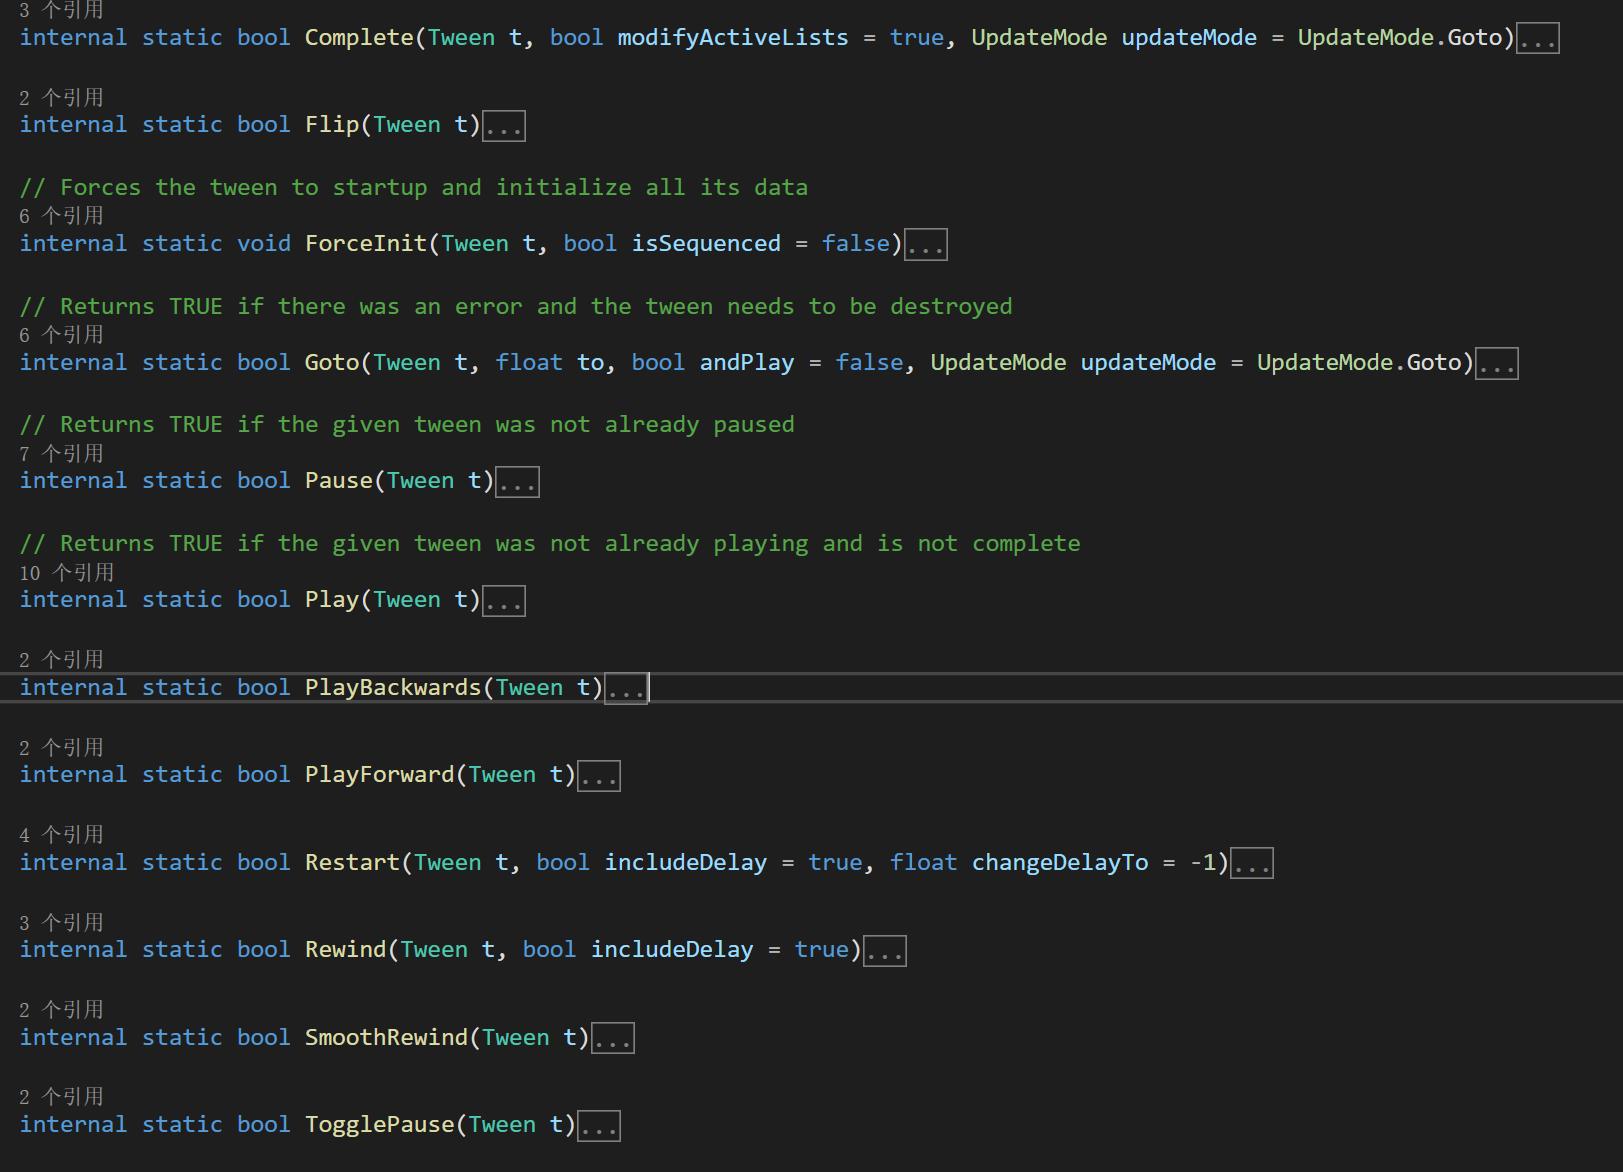 3 个引用
internal static bool Complete(Tween t, bool modifyActiveLists = true, UpdateMode updateMode = UpdateMode.Goto)...
2 个引用
internal static bool Flip(Tween t)...
// Forces the tween to startup and initialize all its data
6 个引用
internal static void ForceInit(Tween t, bool isSequenced = false)...
// Returns TRUE if there was an error and the tween needs to be destroyed
6 个引用
internal static bool Goto(Tween t, float to, bool andPlay = false, UpdateMode updateMode = UpdateMode.Goto)...
// Returns TRUE if the given tween was not already paused
7 个引用
internal static bool Pause(Tween t)...
// Returns TRUE if the given tween was not already playing and is not complete
10 个引用
internal static bool Play(Tween t)...
2 个引用
internal static bool PlayBackwards(Tween t)...
2 个引用
internal static bool PlayForward(Tween t)...
4 个引用
internal static bool Restart(Tween t, bool includeDelay = true, float changeDelayTo = -1)...
3 个引用
internal static bool Rewind(Tween t, bool includeDelay = true)...
2 个引用
internal static bool SmoothRewind(Tween t)...
2 个引用
internal static bool TogglePause(Tween t)...